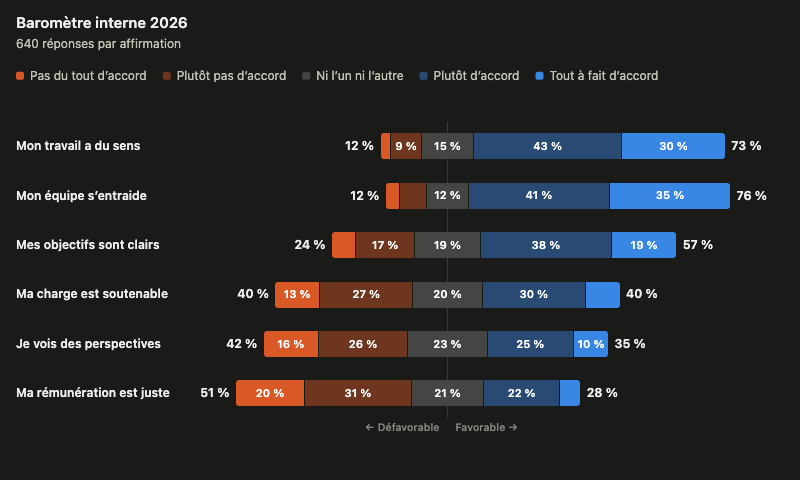 Baromètre interne 2026
640 réponses par affirmation
Pas du tout d’accord Plutôt pas d’accord Ni l’un ni l’autre Plutôt d’accord Tout à fait d’accord
Mon travail a du sens 12 % 9 % 15 % 43 % 30 % 73 %
Mon équipe s’entraide 12 % 12 % 41 % 35 % 76 %
Mes objectifs sont clairs 24 % 17 % 19 % 38 % 19 % 57 %
Ma charge est soutenable 40 % 13 % 27 % 20 % 30 % 40 %
Je vois des perspectives 42 % 16 % 26 % 23 % 25 % 10 % 35 %
Ma rémunération est juste 51 % 20 % 31 % 21 % 22 % 28 %
← Défavorable Favorable →